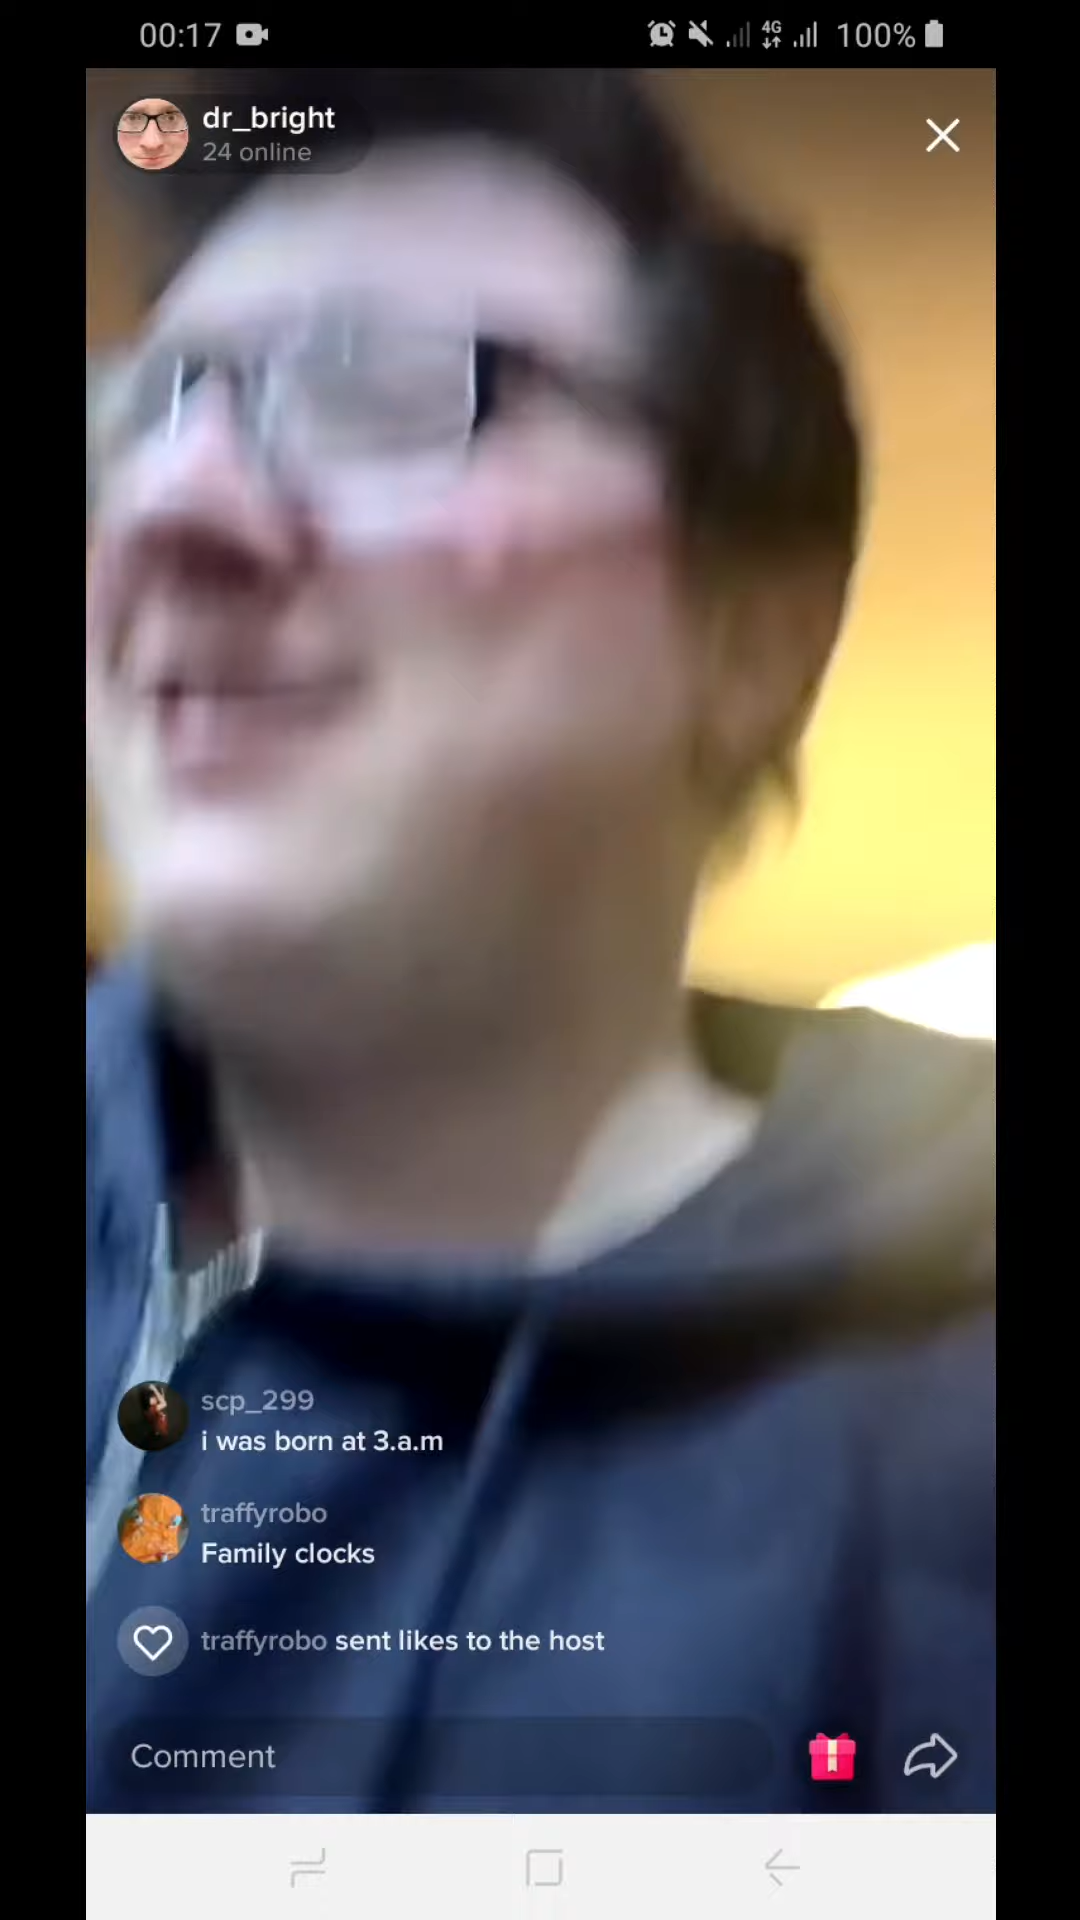 00:17
4G
100%
dr_bright
24 online
scp_299
i was born at 3.a.m
traffyrobo
Family clocks
traffyrobo sent likes to the host
Comment